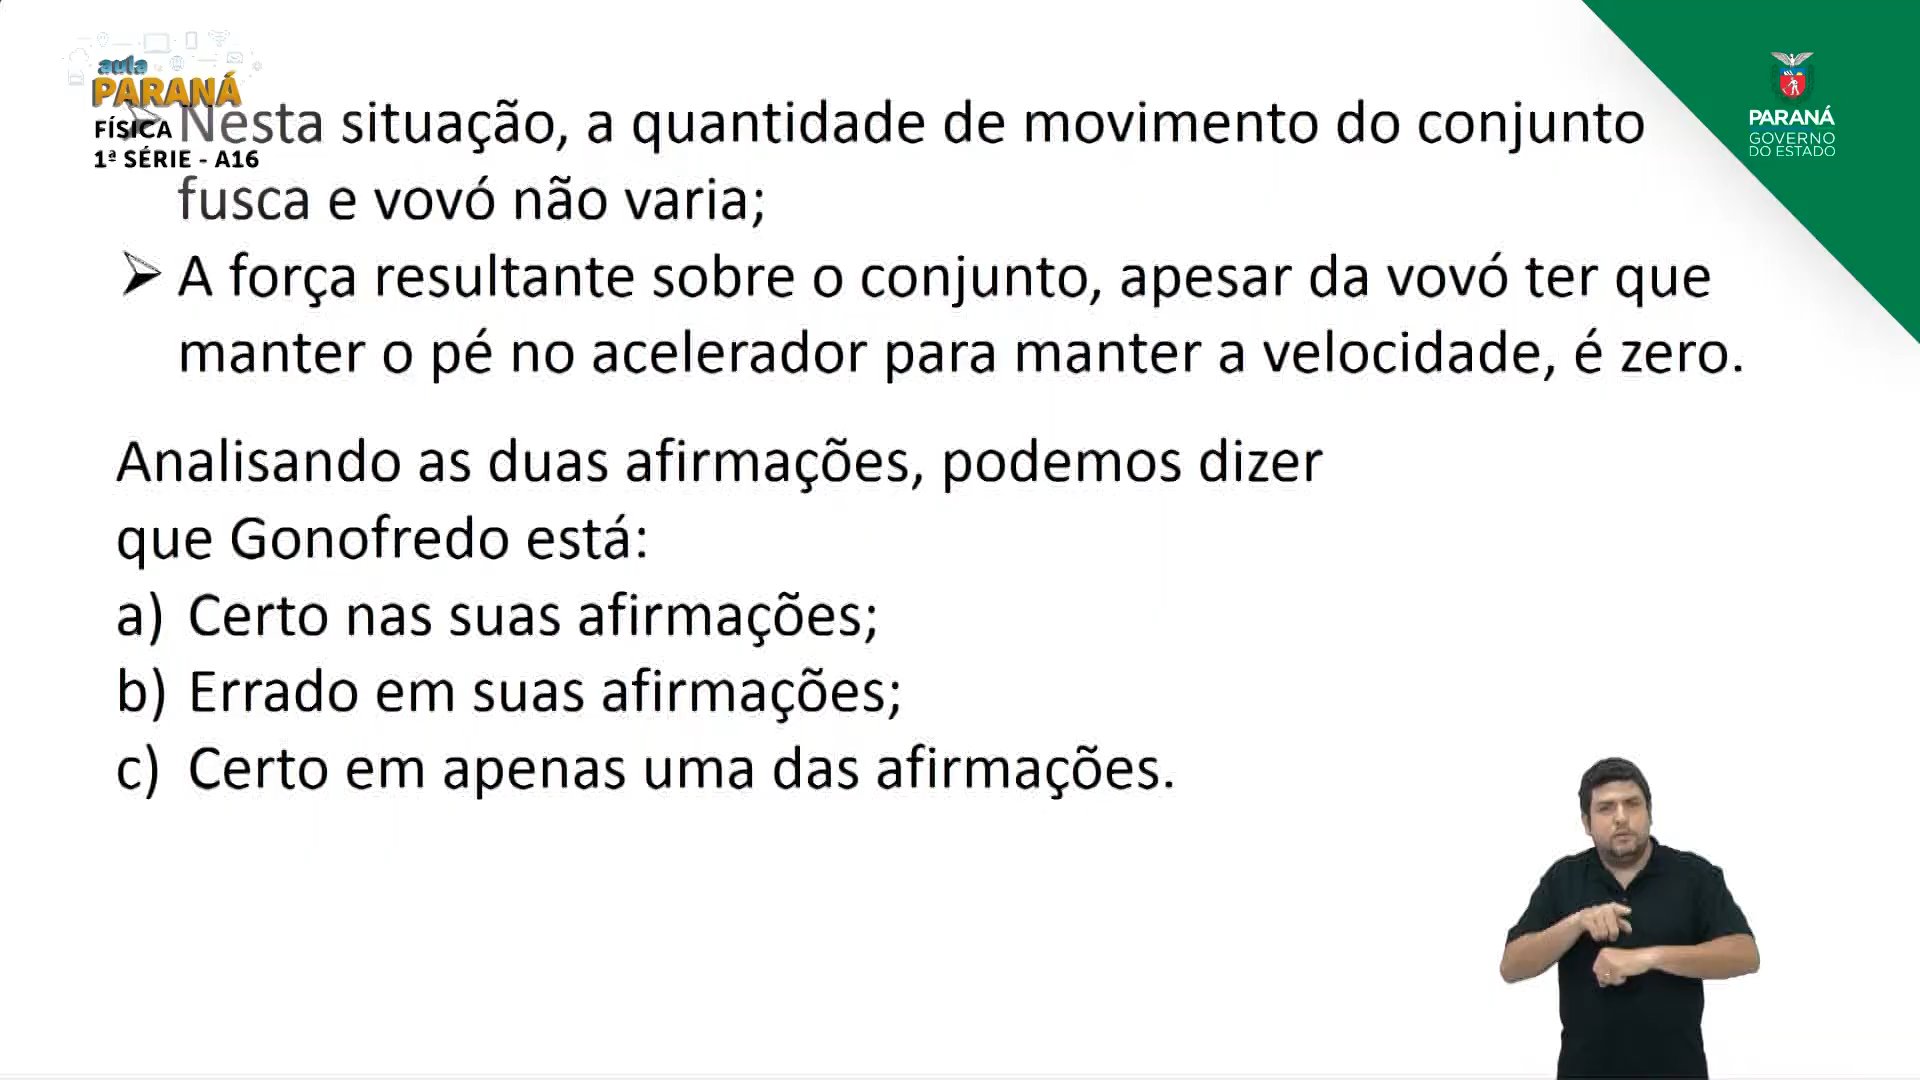 aula
PARANÁ
FÍSICA
1ª SÉRIE - A16
PARANÁ
GOVERNO
DO ESTADO
➢ Nesta situação, a quantidade de movimento do conjunto
fusca e vovó não varia;
➢ A força resultante sobre o conjunto, apesar da vovó ter que
manter o pé no acelerador para manter a velocidade, é zero.
Analisando as duas afirmações, podemos dizer
que Gonofredo está:
a) Certo nas suas afirmações;
b) Errado em suas afirmações;
c) Certo em apenas uma das afirmações.